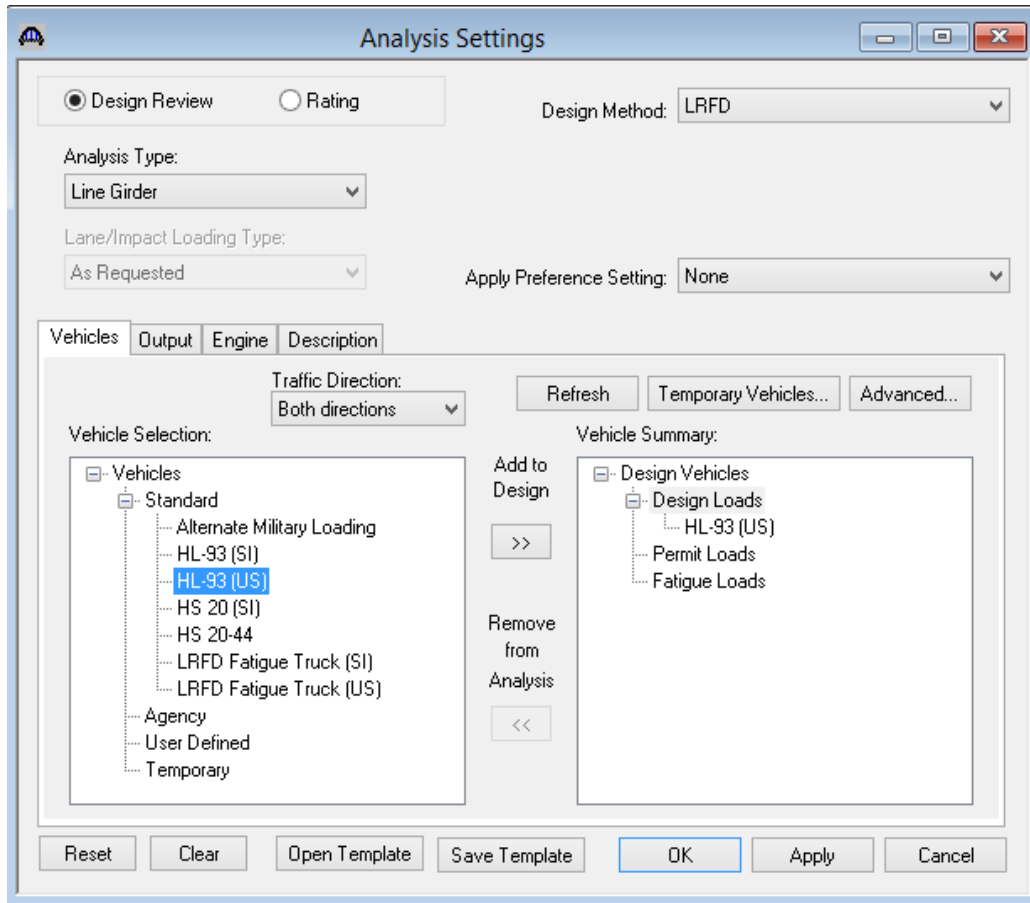 Analysis Settings
Design Review
Rating
Design Method:
LRFD
Analysis Type:
Line Girder
Lane/Impact Loading Type:
As Requested
Apply Preference Setting:
None
Vehicles
Output
Engine
Description
Traffic Direction:
Both directions
Refresh
Temporary Vehicles...
Advanced...
Vehicle Selection:
Vehicles
Standard
Alternate Military Loading
HL-93 (SI)
HL-93 (US)
HS 20 (SI)
HS 20-44
LRFD Fatigue Truck (SI)
LRFD Fatigue Truck (US)
Agency
User Defined
Temporary
Add to
Design
>>
Remove
from
Analysis
<<
Vehicle Summary:
Design Vehicles
Design Loads
HL-93 (US)
Permit Loads
Fatigue Loads
Reset
Clear
Open Template
Save Template
OK
Apply
Cancel